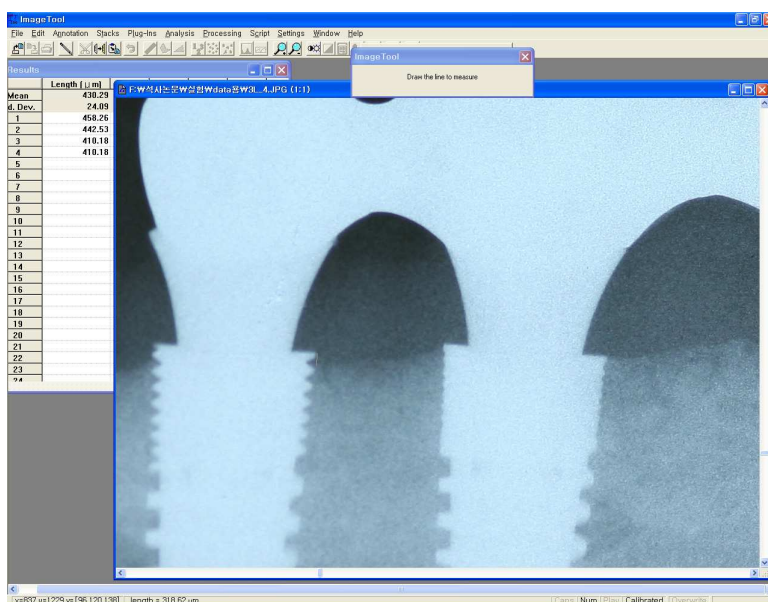 ImageTool
File Edit Annotation Stacks Plug-Ins Analysis Processing Script Settings Window Help
ImageTool
Draw the line to measure
Results
Length [㎛]
Mean 430.29
d. Dev. 24.09
1 458.26
2 442.53
3 410.18
4 410.18
5
6
7
8
9
10
11
12
13
14
15
16
17
18
19
20
21
22
23
24
F:₩석사논문₩실험₩data용₩3L_4.JPG (1:1)
length = 318.62 um
Caps Num Play Calibrated Overwrite